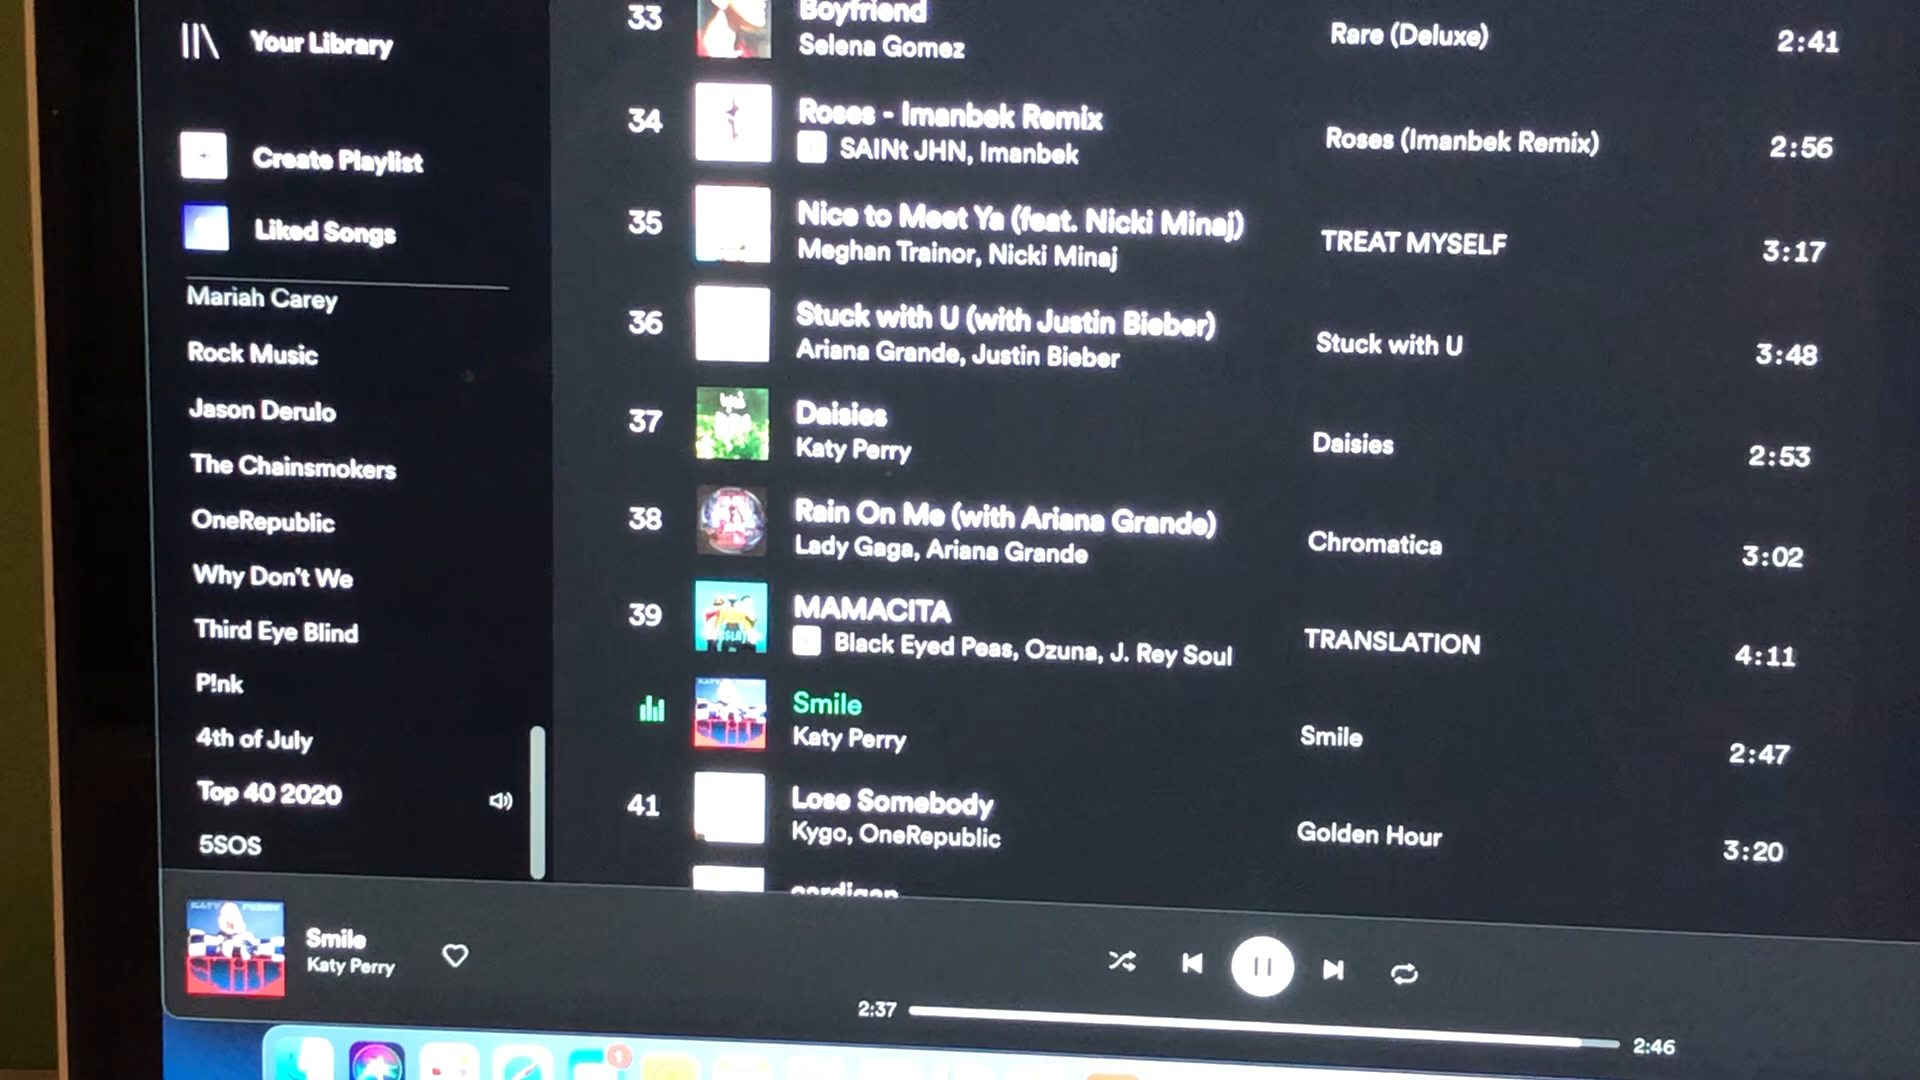 Your Library
Create Playlist
Liked Songs
Mariah Carey
Rock Music
Jason Derulo
The Chainsmokers
OneRepublic
Why Don't We
Third Eye Blind
P!nk
4th of July
Top 40 2020
5SOS
33
Boyfriend
Selena Gomez
Rare (Deluxe)
2:41
34
Roses - Imanbek Remix
SAINt JHN, Imanbek
Roses (Imanbek Remix)
2:56
35
Nice to Meet Ya (feat. Nicki Minaj)
Meghan Trainor, Nicki Minaj
TREAT MYSELF
3:17
36
Stuck with U (with Justin Bieber)
Ariana Grande, Justin Bieber
Stuck with U
3:48
37
Daisies
Katy Perry
Daisies
2:53
38
Rain On Me (with Ariana Grande)
Lady Gaga, Ariana Grande
Chromatica
3:02
39
MAMACITA
Black Eyed Peas, Ozuna, J. Rey Soul
TRANSLATION
4:11
Smile
Katy Perry
Smile
2:47
41
Lose Somebody
Kygo, OneRepublic
Golden Hour
3:20
cardigan
Smile
Katy Perry
2:37
2:46
1